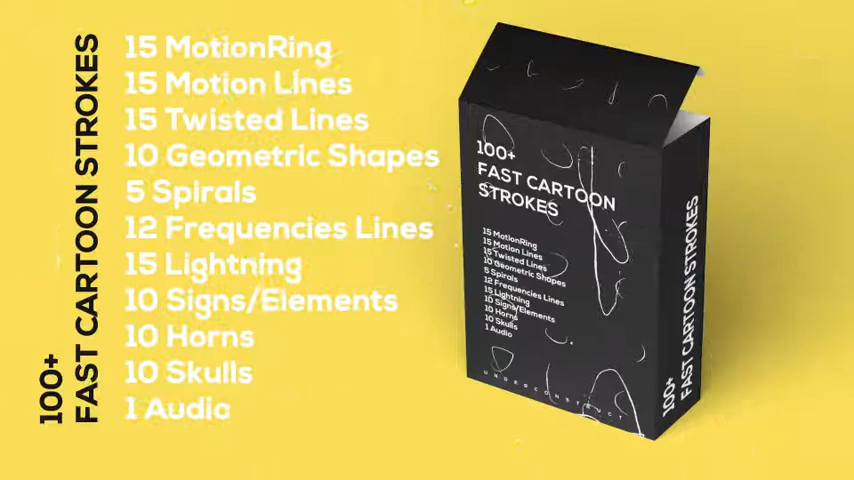 100+
FAST CARTOON STROKES
15 MotionRing
15 Motion Lines
15 Twisted Lines
10 Geometric Shapes
5 Spirals
12 Frequencies Lines
15 Lightning
10 Signs/Elements
10 Horns
10 Skulls
1 Audio
100+
FAST CARTOON
STROKES
15 MotionRing
15 Motion Lines
15 Twisted Lines
10 Geometric Shapes
5 Spirals
12 Frequencies Lines
15 Lightning
10 Signs/Elements
10 Horns
10 Skulls
1 Audio
UNDERCONSTRUCT
100+
FAST CARTOON STROKES